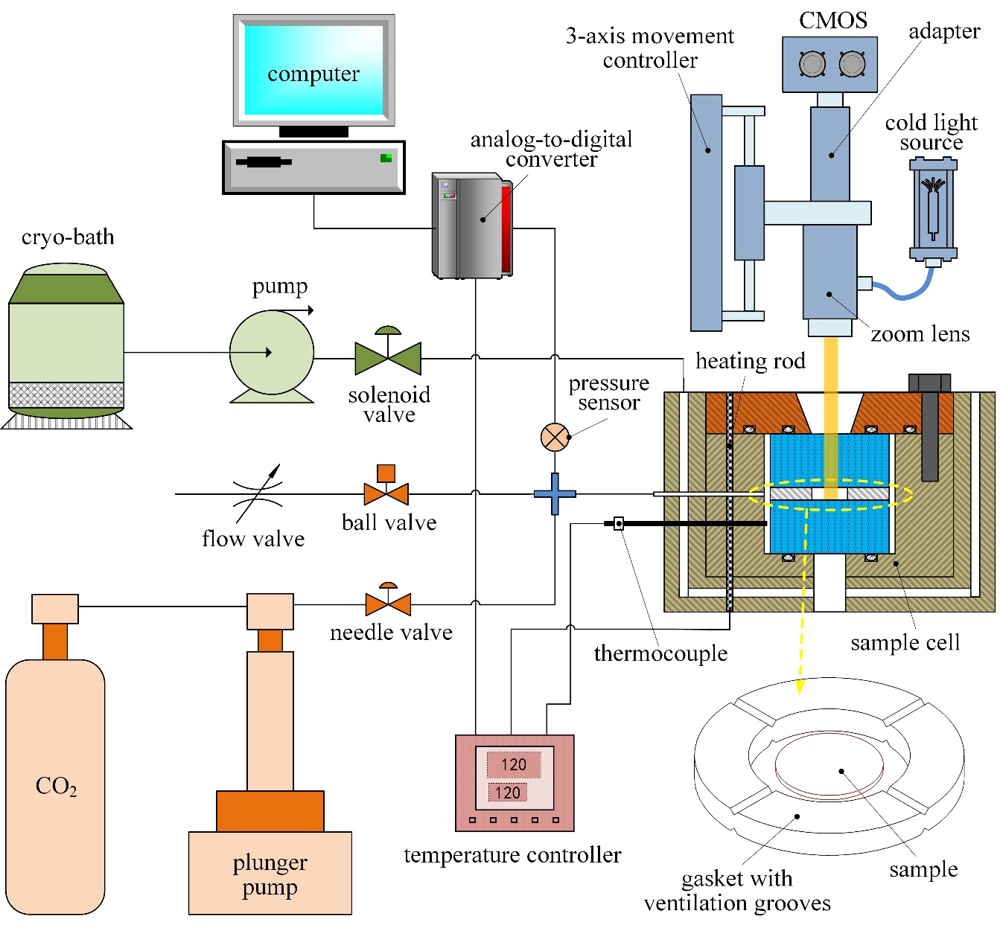 CMOS
3-axis movement
controller
adapter
computer
cold light
source
analog-to-digital
converter
cryo-bath
pump
zoom lens
heating rod
pressure
sensor
solenoid
valve
ball valve
flow valve
needle valve
thermocouple
sample cell
CO₂
120
120
temperature controller
plunger
pump
sample
gasket with
ventilation grooves